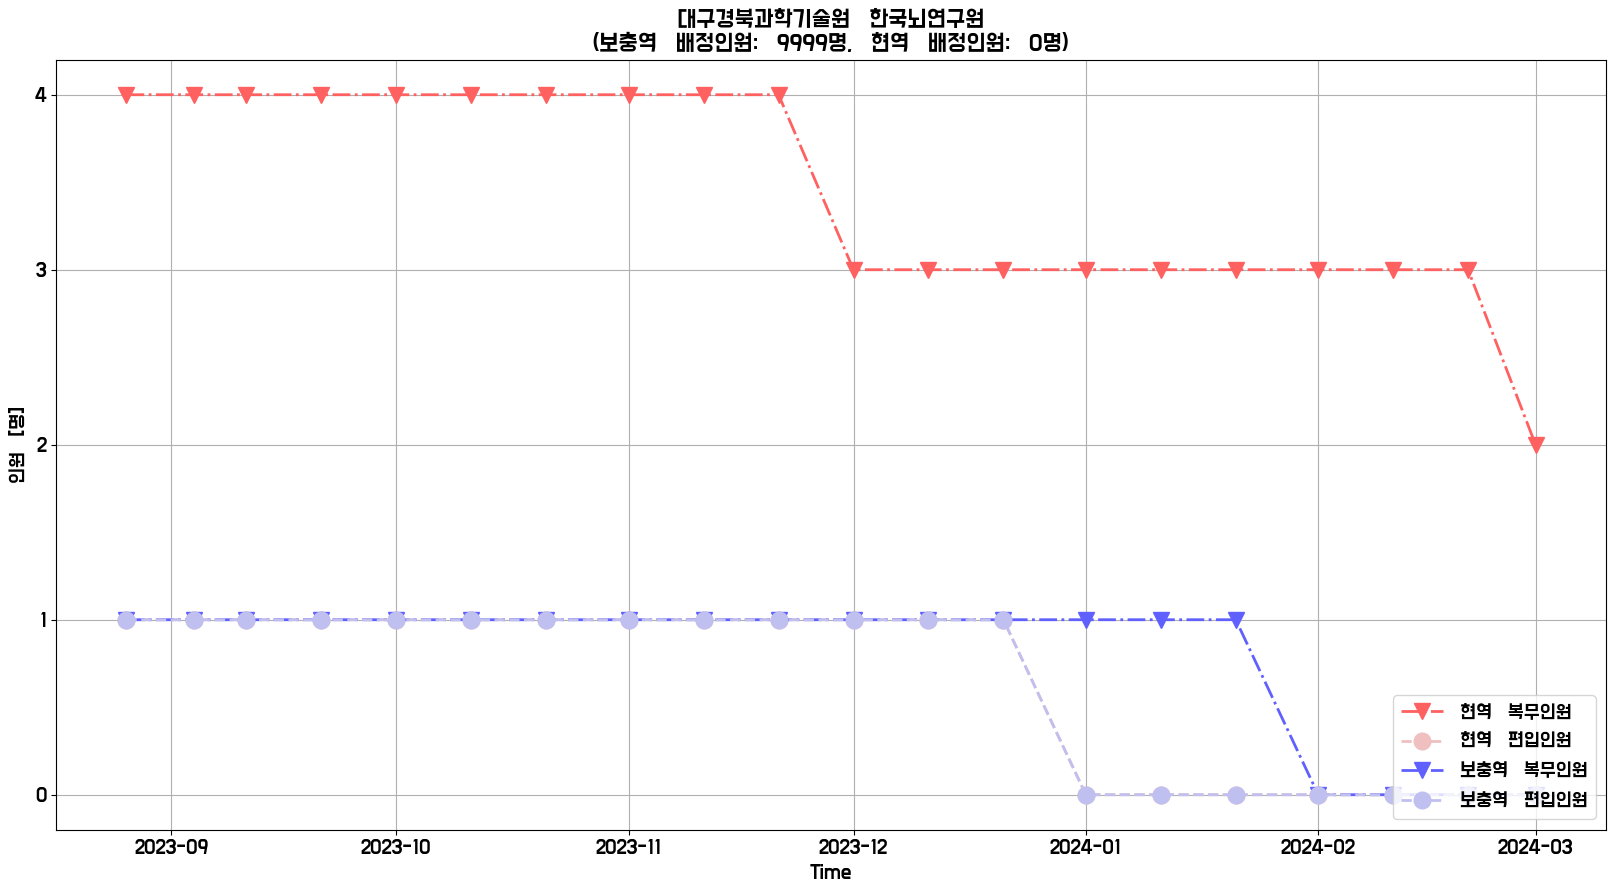 대구경북과학기술원 한국뇌연구원
(보충역 배정인원: 9999명, 현역 배정인원: 0명)
4
3
2
1
0
인원 [명]
2023-09 2023-10 2023-11 2023-12 2024-01 2024-02 2024-03
Time
현역 복무인원
현역 편입인원
보충역 복무인원
보충역 편입인원